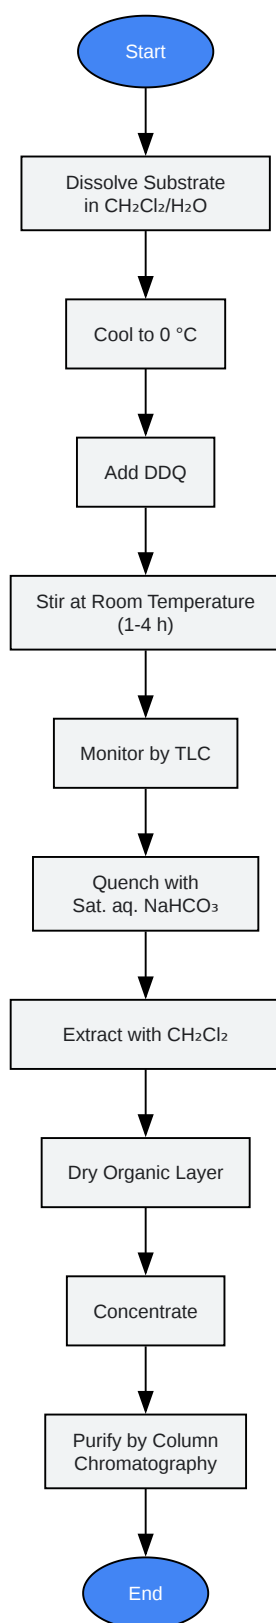 Start
Dissolve Substrate
in CH₂Cl₂/H₂O
Cool to 0 °C
Add DDQ
Stir at Room Temperature
(1-4 h)
Monitor by TLC
Quench with
Sat. aq. NaHCO₃
Extract with CH₂Cl₂
Dry Organic Layer
Concentrate
Purify by Column
Chromatography
End